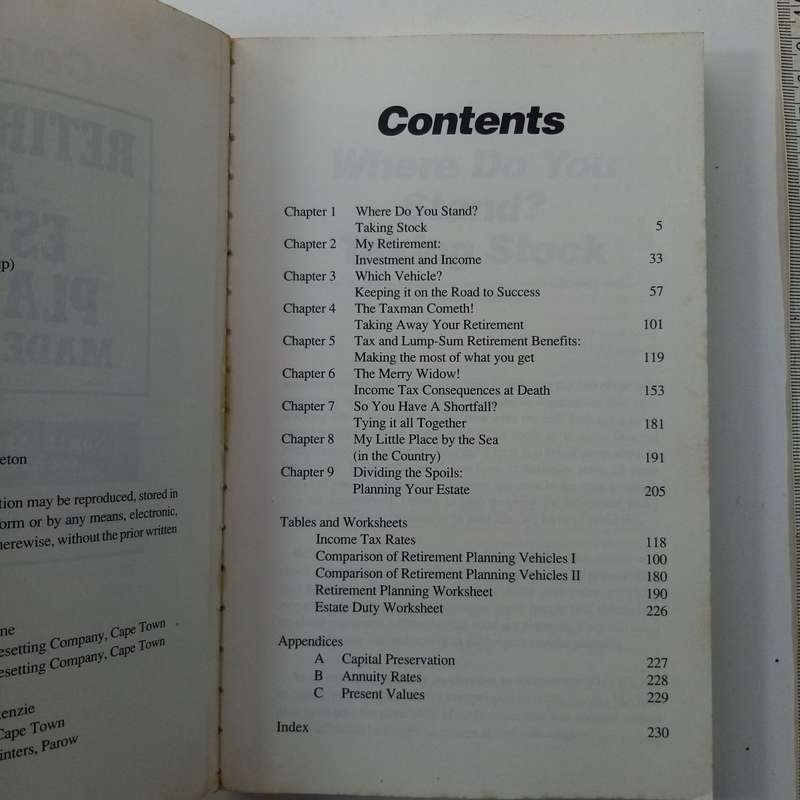 p)
eton
tion may be reproduced, stored in
orm or by any means, electronic,
herewise, without the prior written
ne
esetting Company, Cape Town
esetting Company, Cape Town
enzie
Cape Town
inters, Parow
Contents
Chapter 1 Where Do You Stand?
Taking Stock 5
Chapter 2 My Retirement:
Investment and Income 33
Chapter 3 Which Vehicle?
Keeping it on the Road to Success 57
Chapter 4 The Taxman Cometh!
Taking Away Your Retirement 101
Chapter 5 Tax and Lump-Sum Retirement Benefits:
Making the most of what you get 119
Chapter 6 The Merry Widow!
Income Tax Consequences at Death 153
Chapter 7 So You Have A Shortfall?
Tying it all Together 181
Chapter 8 My Little Place by the Sea
(in the Country) 191
Chapter 9 Dividing the Spoils:
Planning Your Estate 205
Tables and Worksheets
Income Tax Rates 118
Comparison of Retirement Planning Vehicles I 100
Comparison of Retirement Planning Vehicles II 180
Retirement Planning Worksheet 190
Estate Duty Worksheet 226
Appendices
A Capital Preservation 227
B Annuity Rates 228
C Present Values 229
Index 230